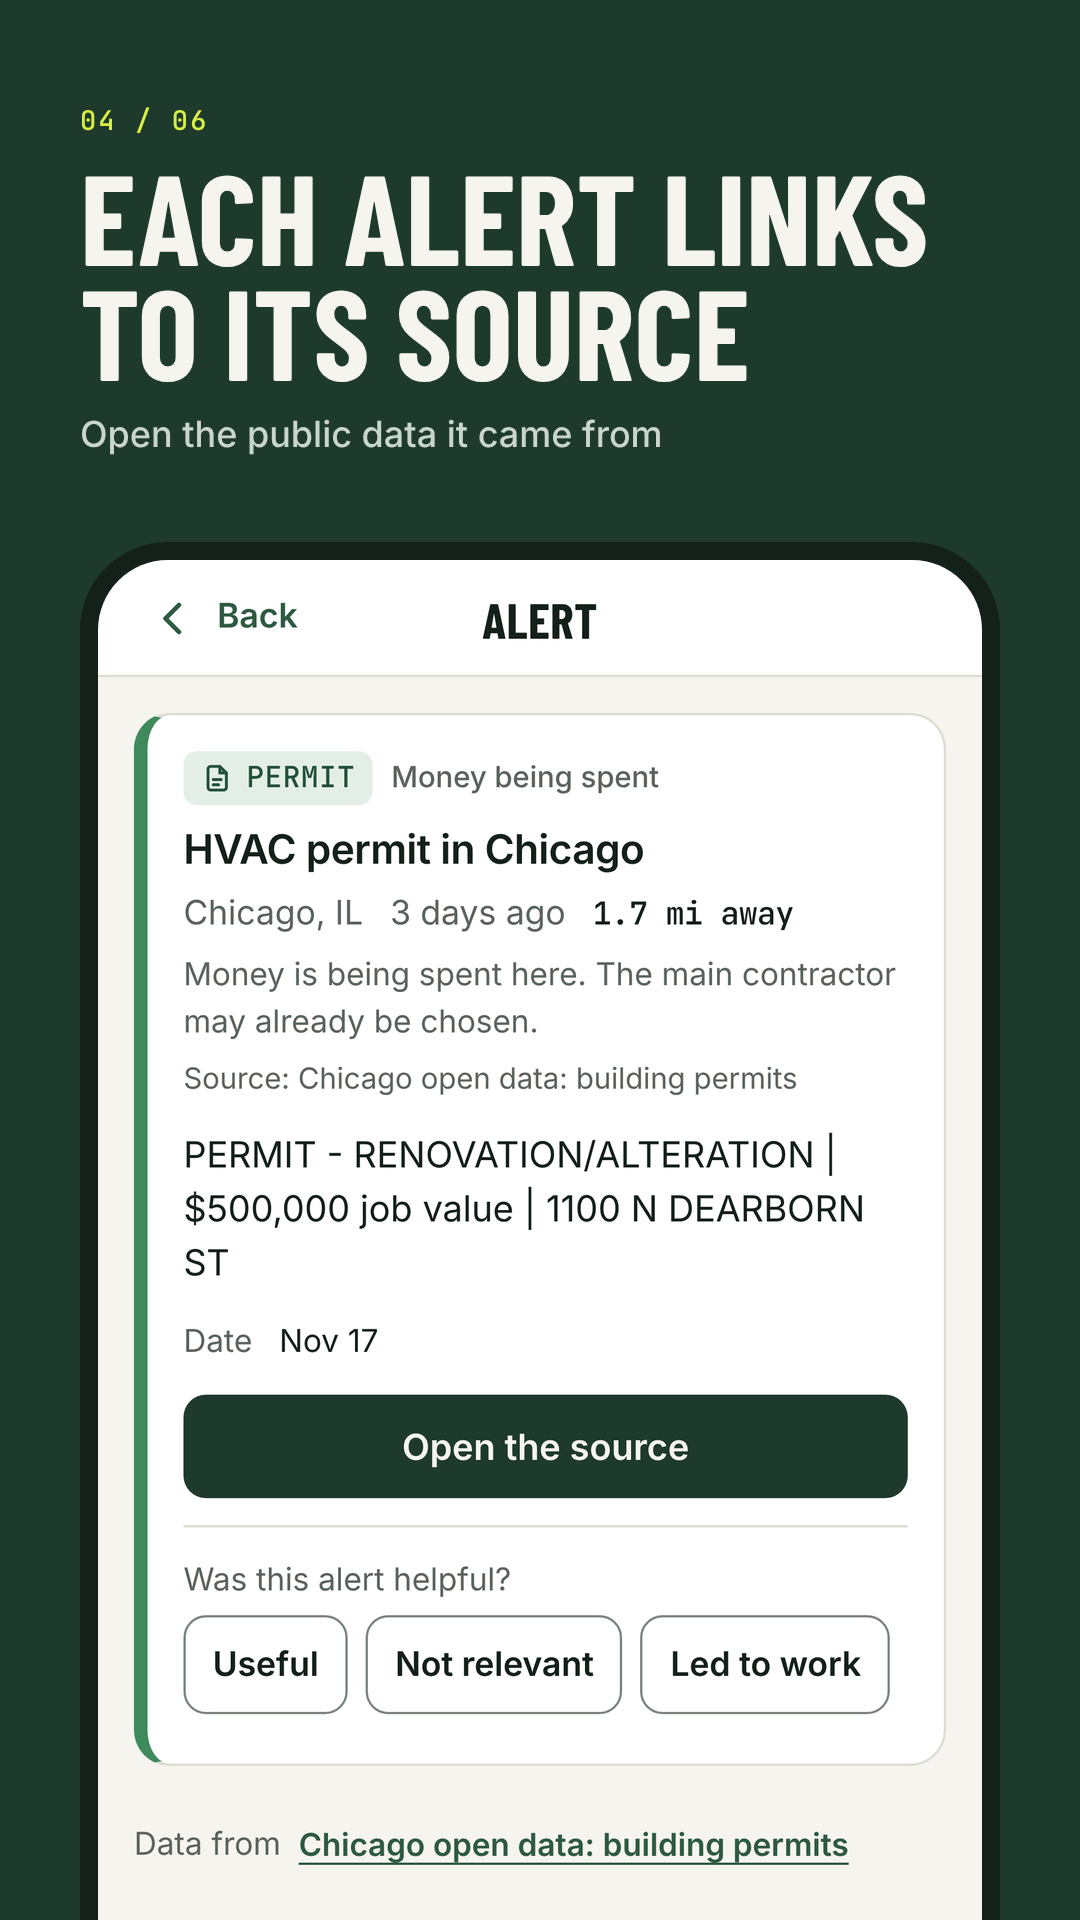 04 / 06
EACH ALERT LINKS
TO ITS SOURCE
Open the public data it came from
Back
ALERT
PERMIT Money being spent
HVAC permit in Chicago
Chicago, IL 3 days ago 1.7 mi away
Money is being spent here. The main contractor
may already be chosen.
Source: Chicago open data: building permits
PERMIT - RENOVATION/ALTERATION |
$500,000 job value | 1100 N DEARBORN
ST
Date Nov 17
Open the source
Was this alert helpful?
Useful Not relevant Led to work
Data from Chicago open data: building permits